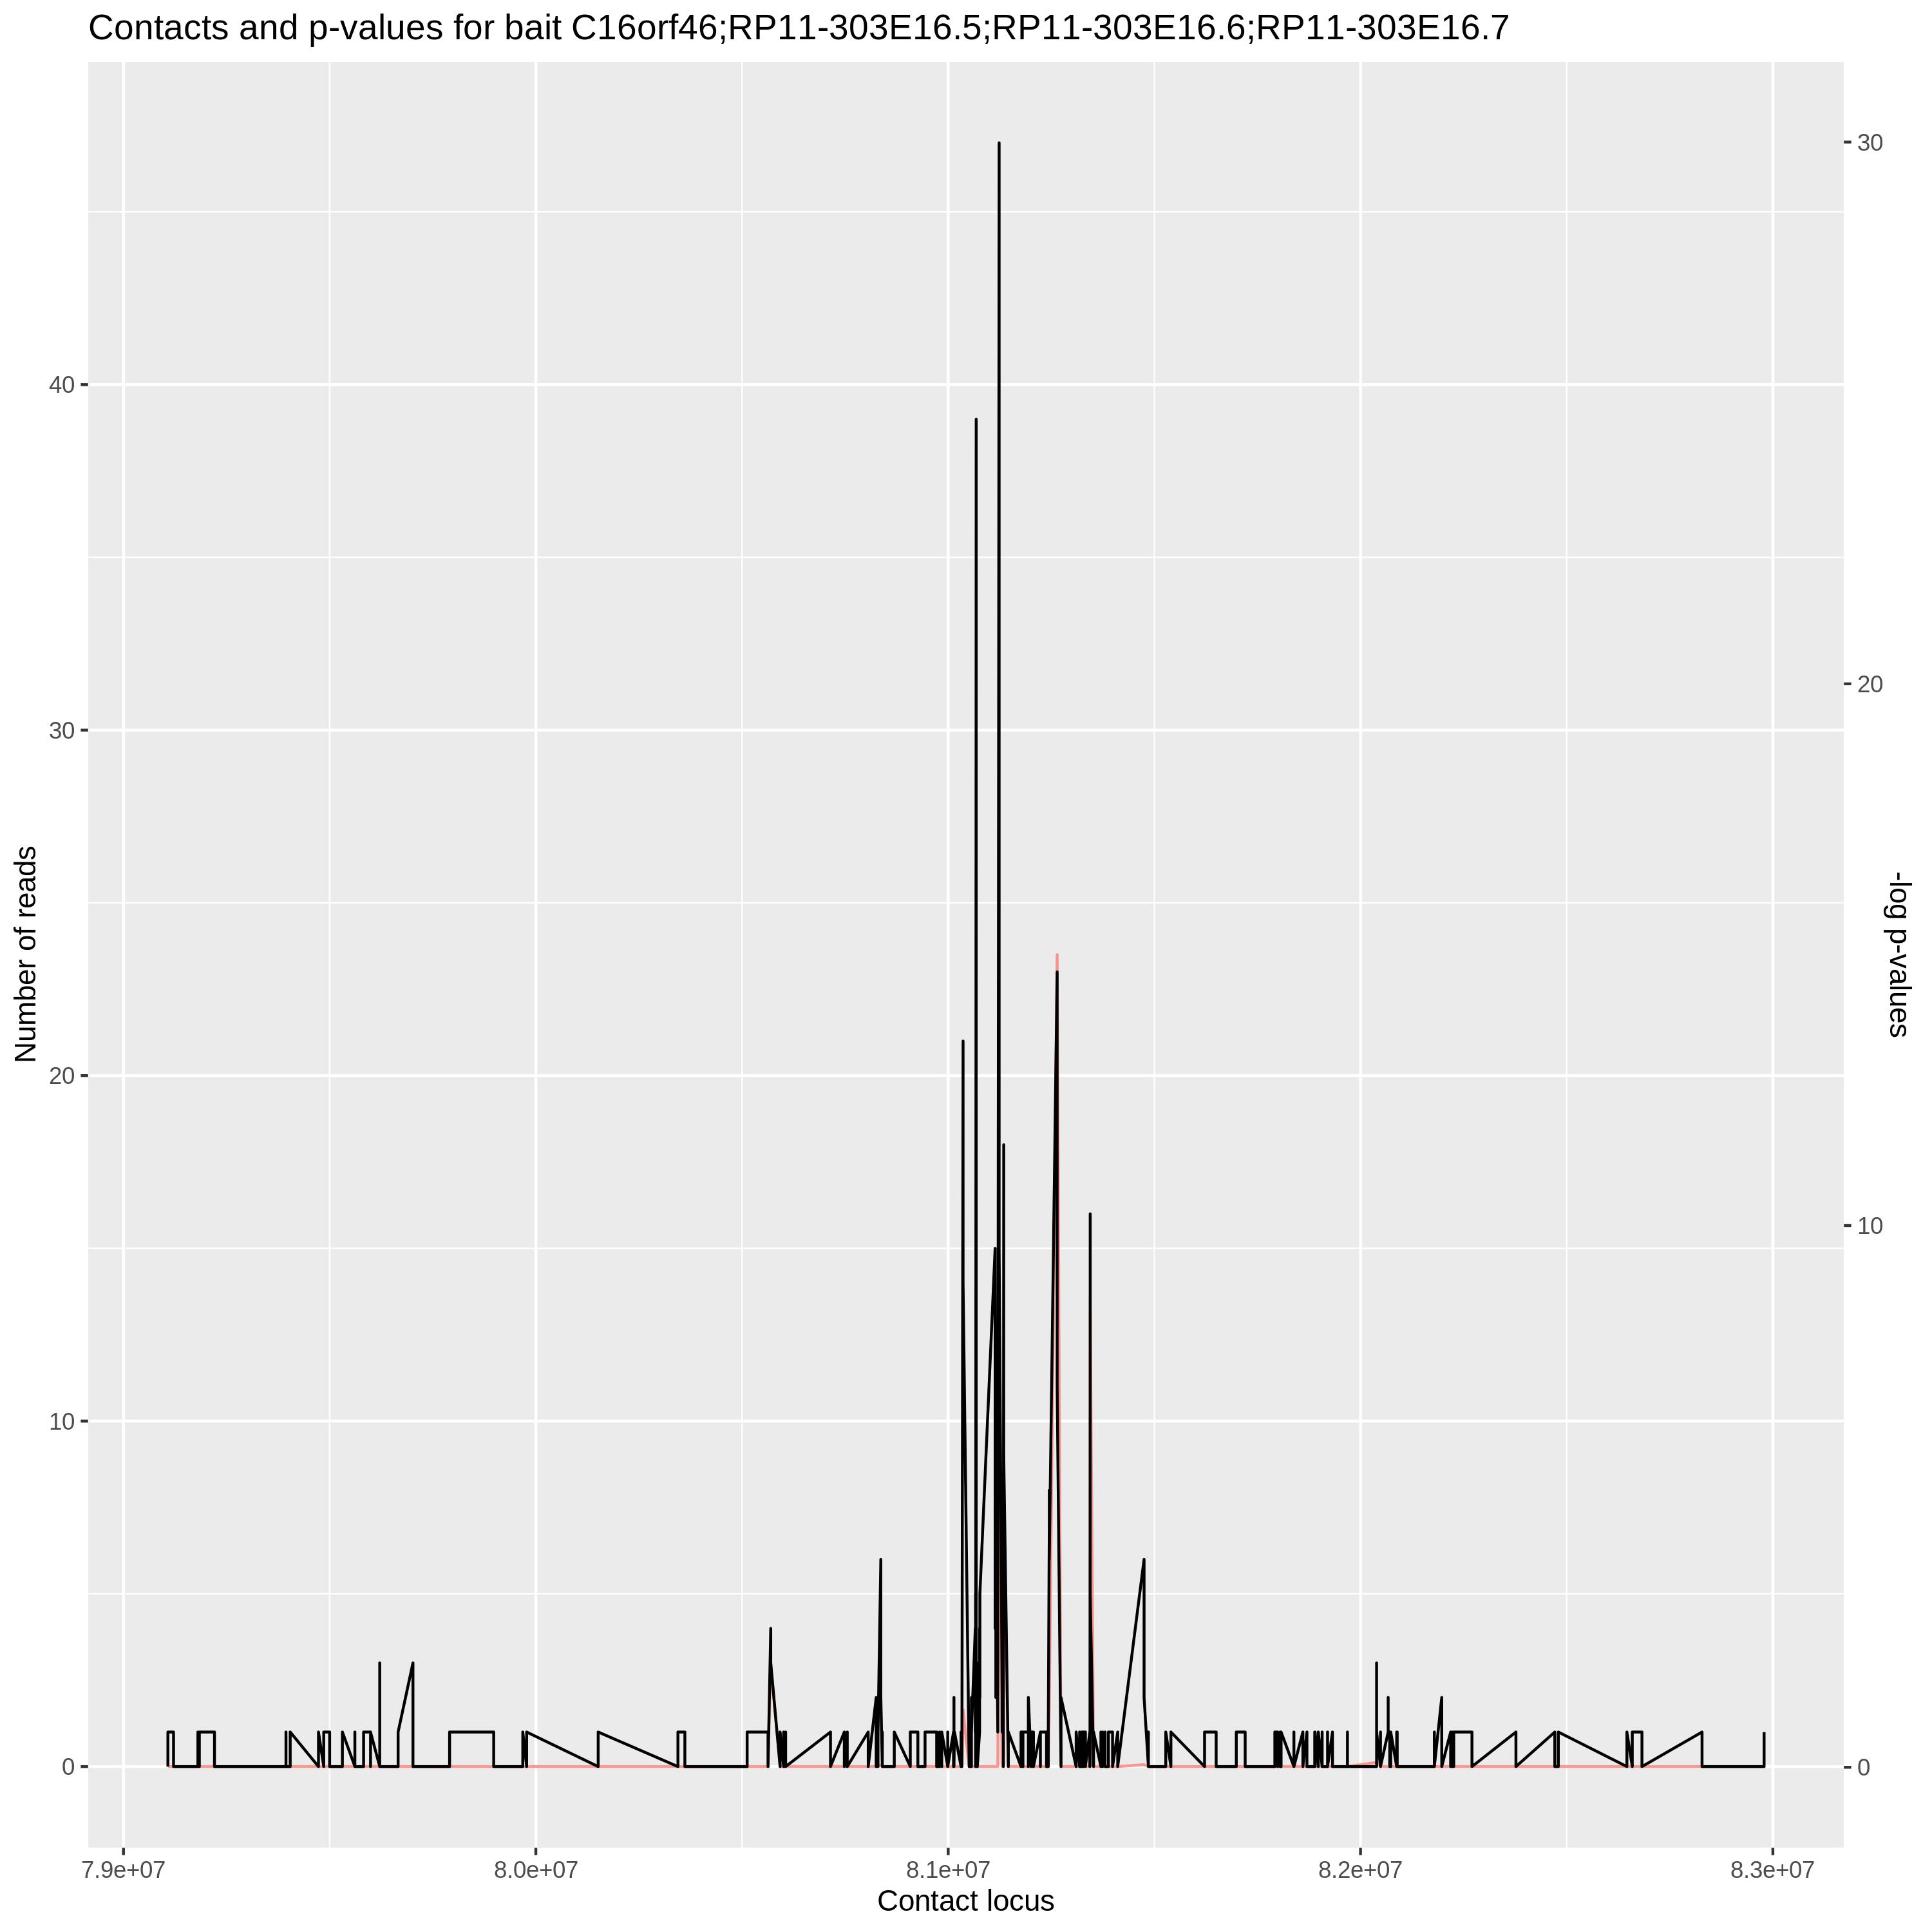 Contacts and p-values for bait C16orf46;RP11-303E16.5;RP11-303E16.6;RP11-303E16.7
Number of reads
40
30
20
10
0
30
20
10
0
-log p-values
7.9e+07 8.0e+07 8.1e+07 8.2e+07 8.3e+07
Contact locus